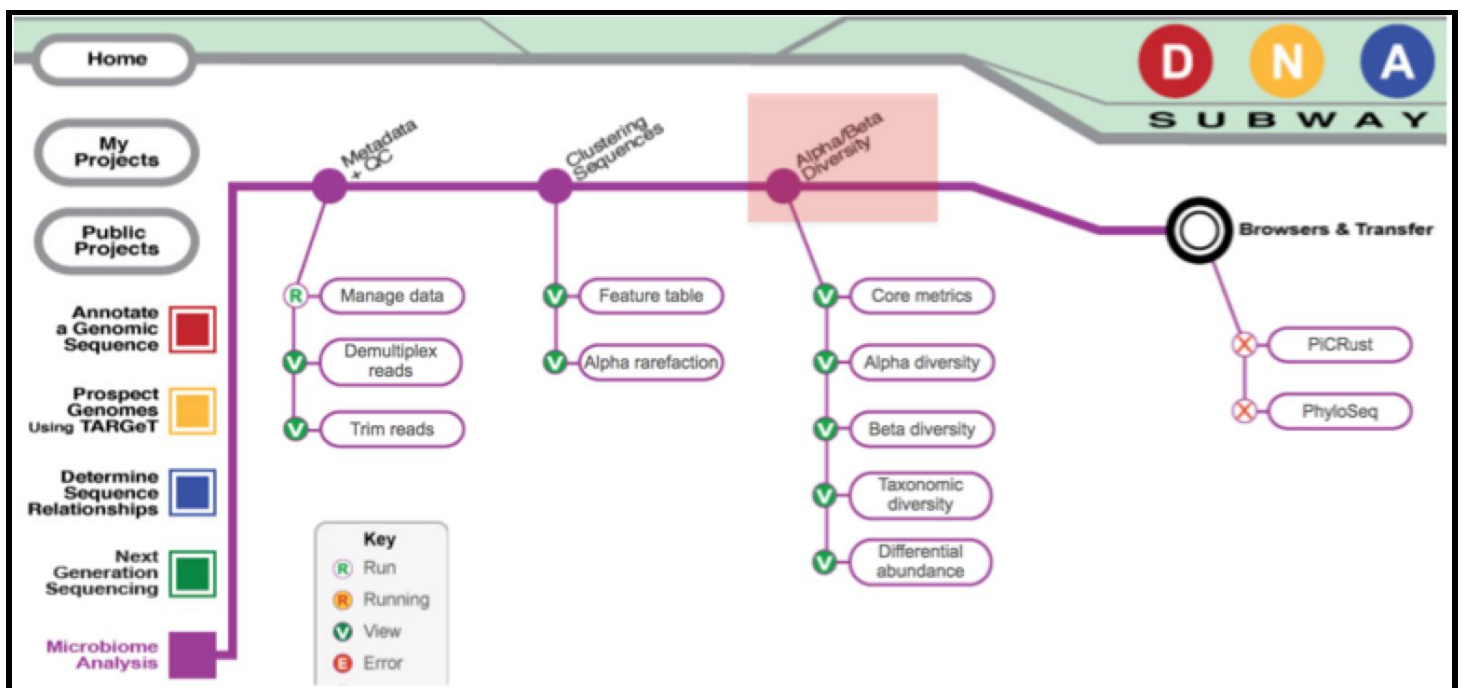 Home
D N A
SUBWAY
My
Projects
Public
Projects
Metadata
+ QC
Clustering
Sequences
Alpha/Beta
Diversity
Browsers & Transfer
R
Manage data
V
Demultiplex
reads
V
Trim reads
V
Feature table
V
Alpha rarefaction
V
Core metrics
V
Alpha diversity
V
Beta diversity
V
Taxonomic
diversity
V
Differential
abundance
X
PiCRust
X
PhyloSeq
Annotate
a Genomic
Sequence
Prospect
Genomes
Using TARGeT
Determine
Sequence
Relationships
Next
Generation
Sequencing
Microbiome
Analysis
Key
R Run
R Running
V View
E Error